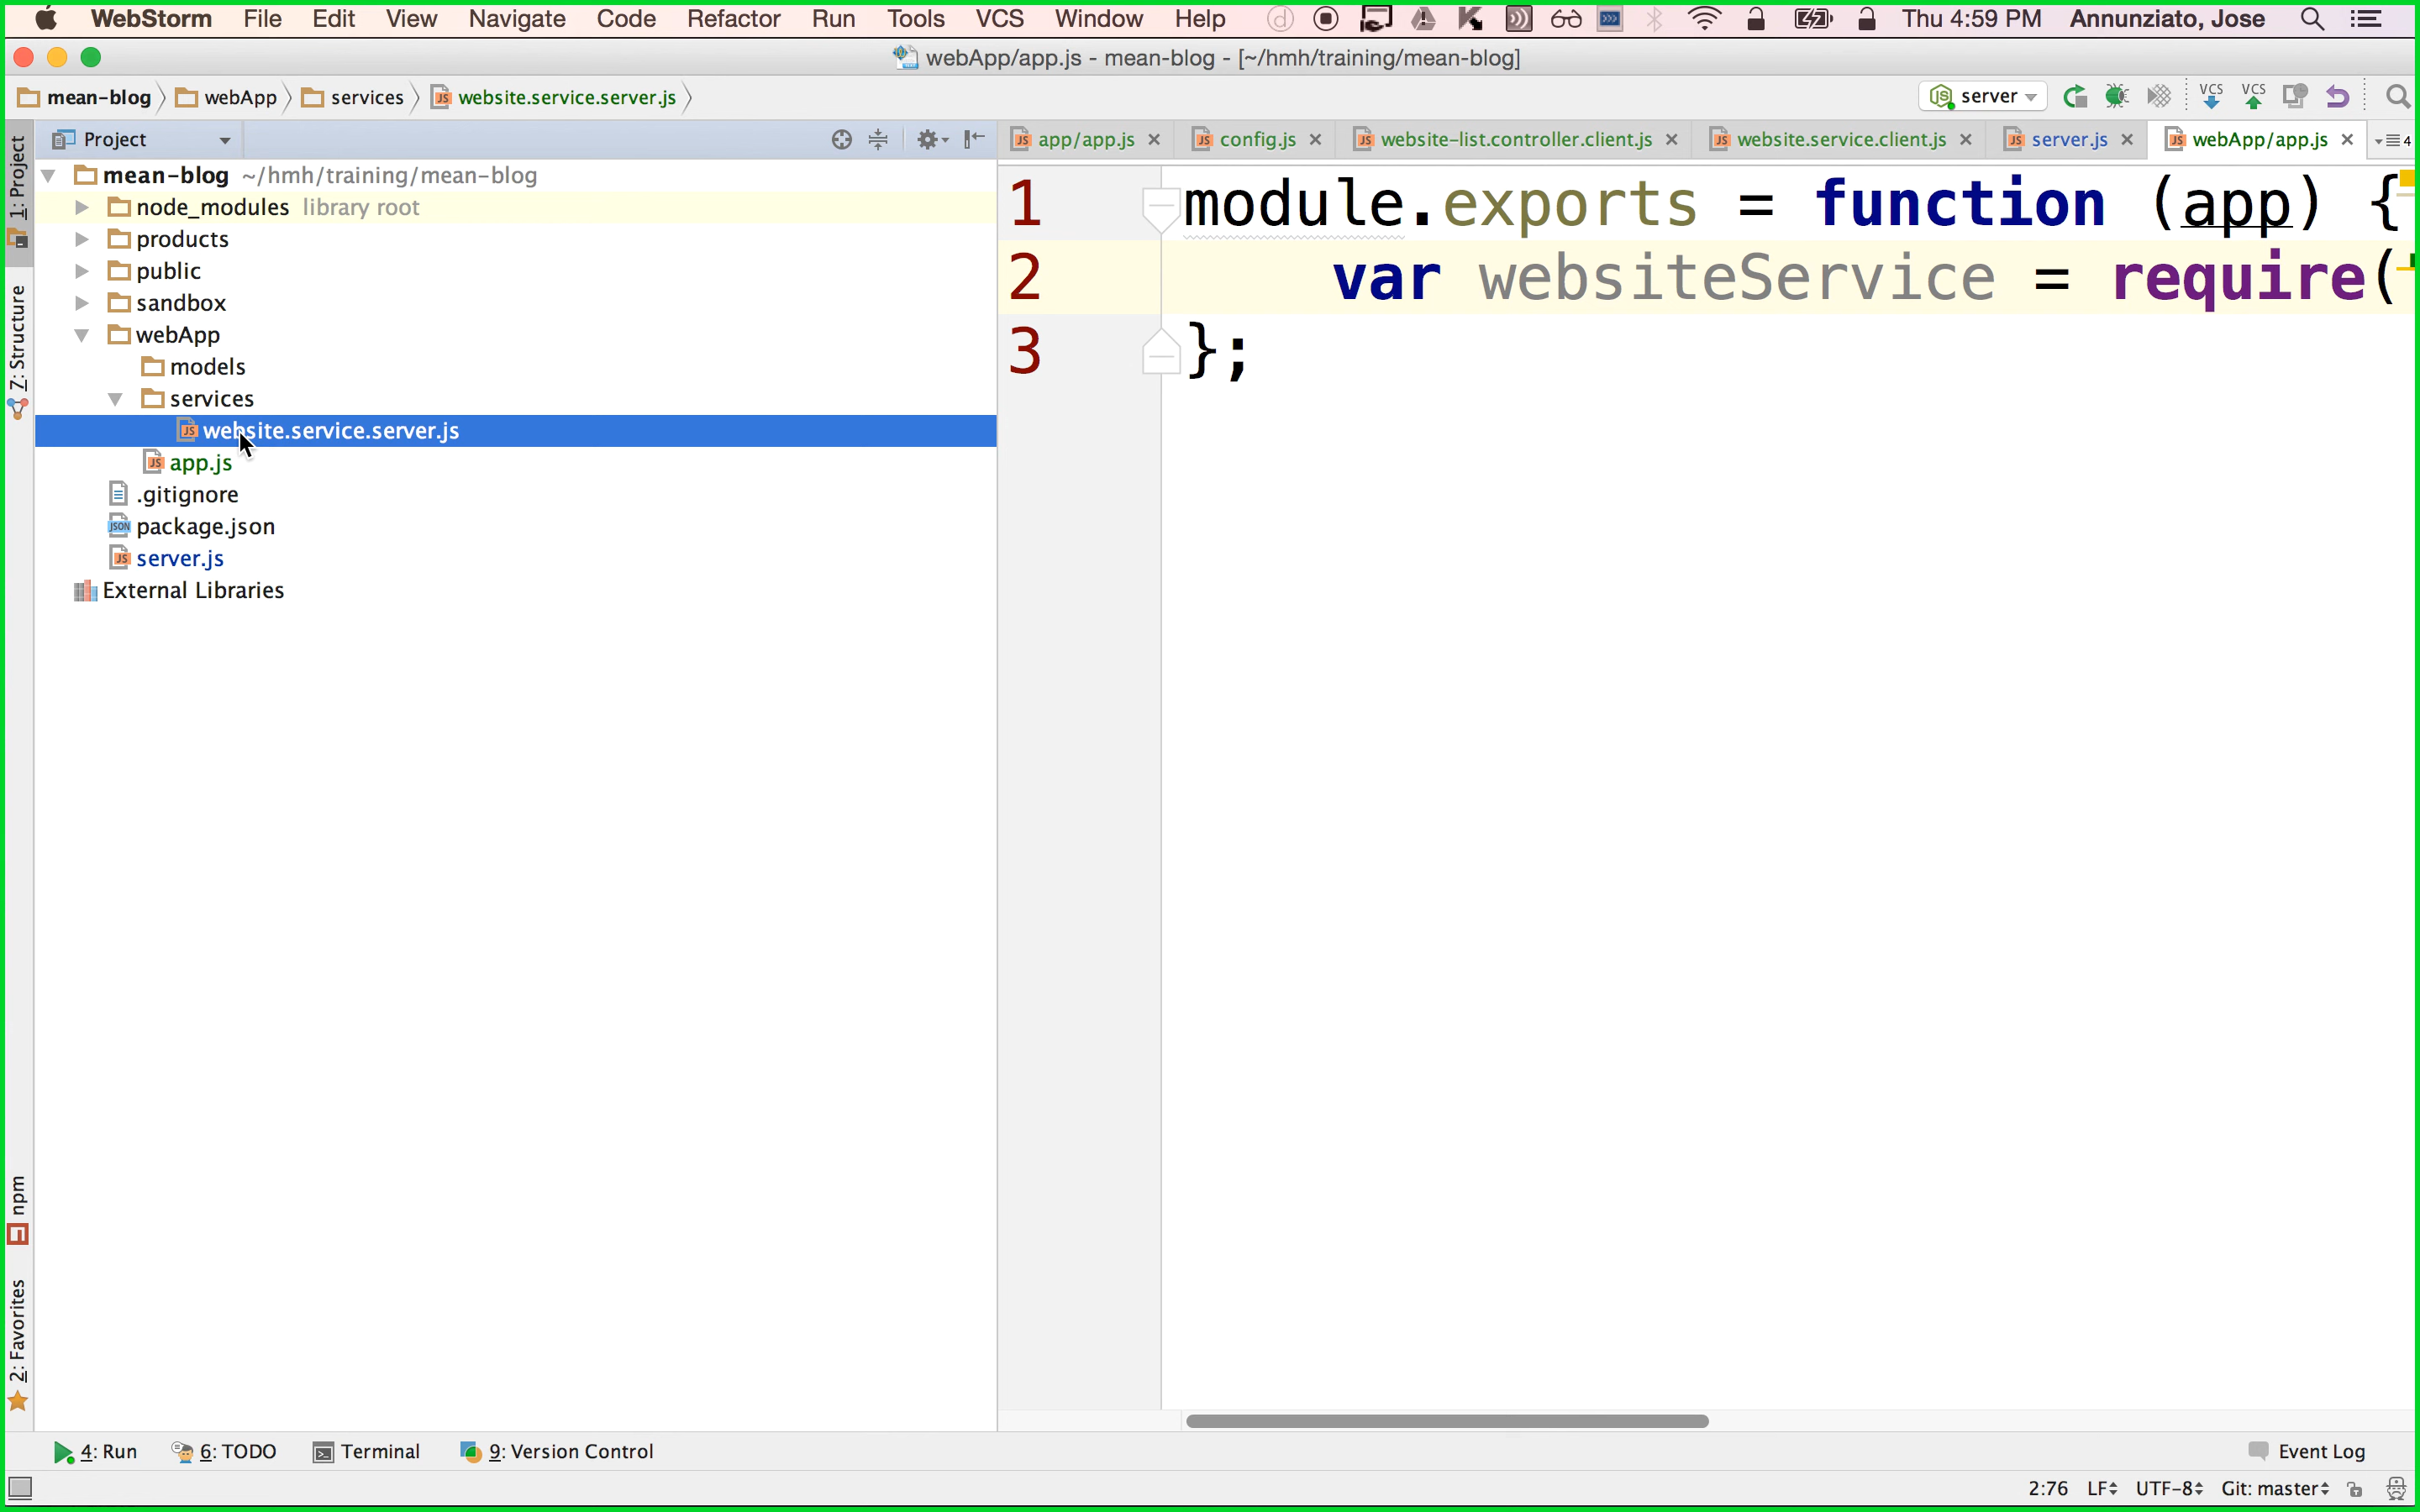 WebStorm File Edit View Navigate Code Refactor Run Tools VCS Window Help Thu 4:59 PM Annunziato, Jose
webApp/app.js - mean-blog - [~/hmh/training/mean-blog]
mean-blog webApp services website.service.server.js server VCS VCS
Project app/app.js config.js website-list.controller.client.js website.service.client.js server.js webApp/app.js 4
1: Project
7: Structure
npm
2: Favorites
mean-blog ~/hmh/training/mean-blog
node_modules library root
products
public
sandbox
webApp
models
services
website.service.server.js
app.js
.gitignore
package.json
server.js
External Libraries
1 module.exports = function (app) {
2 var websiteService = require(
3 };
4: Run 6: TODO Terminal 9: Version Control Event Log
2:76 LF UTF-8 Git: master